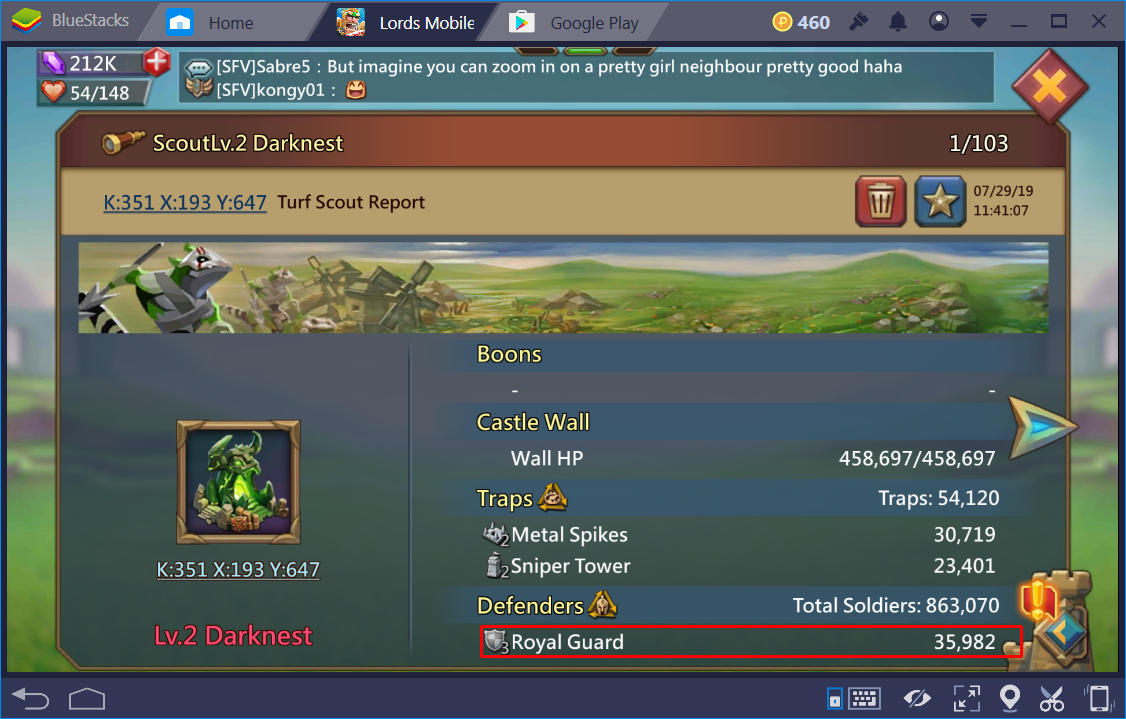 BlueStacks Home Lords Mobile Google Play 460
212K
54/148
[SFV]Sabre5 : But imagine you can zoom in on a pretty girl neighbour pretty good haha
[SFV]kongy01 :
ScoutLv.2 Darknest 1/103
K:351 X:193 Y:647 Turf Scout Report
07/29/19
11:41:07
Boons
- -
Castle Wall
Wall HP 458,697/458,697
Traps Traps: 54,120
2 Metal Spikes 30,719
2 Sniper Tower 23,401
Defenders Total Soldiers: 863,070
3 Royal Guard 35,982
K:351 X:193 Y:647
Lv.2 Darknest